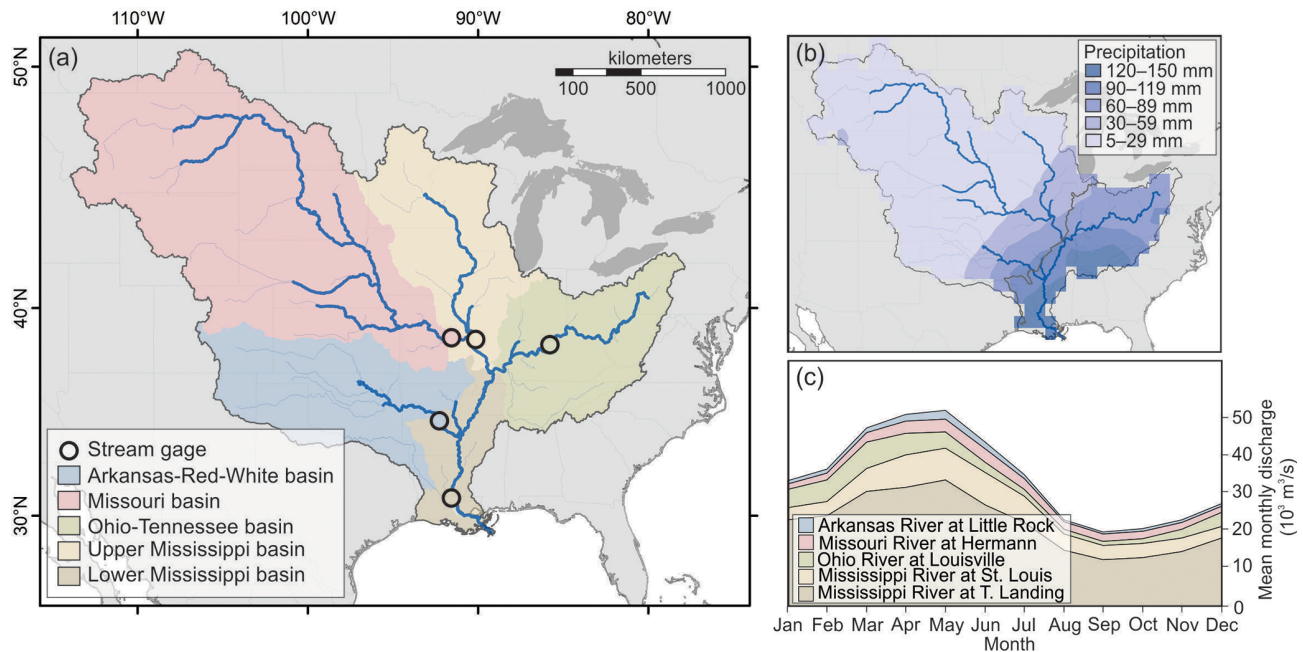 110°W
100°W
90°W
80°W
50°N
40°N
30°N
(a)
kilometers
100
500
1000
Stream gage
Arkansas-Red-White basin
Missouri basin
Ohio-Tennessee basin
Upper Mississippi basin
Lower Mississippi basin
(b)
Precipitation
120–150 mm
90–119 mm
60–89 mm
30–59 mm
5–29 mm
(c)
50
40
30
20
10
0
Mean monthly discharge
(10³ m³/s)
Arkansas River at Little Rock
Missouri River at Hermann
Ohio River at Louisville
Mississippi River at St. Louis
Mississippi River at T. Landing
Jan Feb Mar Apr May Jun Jul Aug Sep Oct Nov Dec
Month